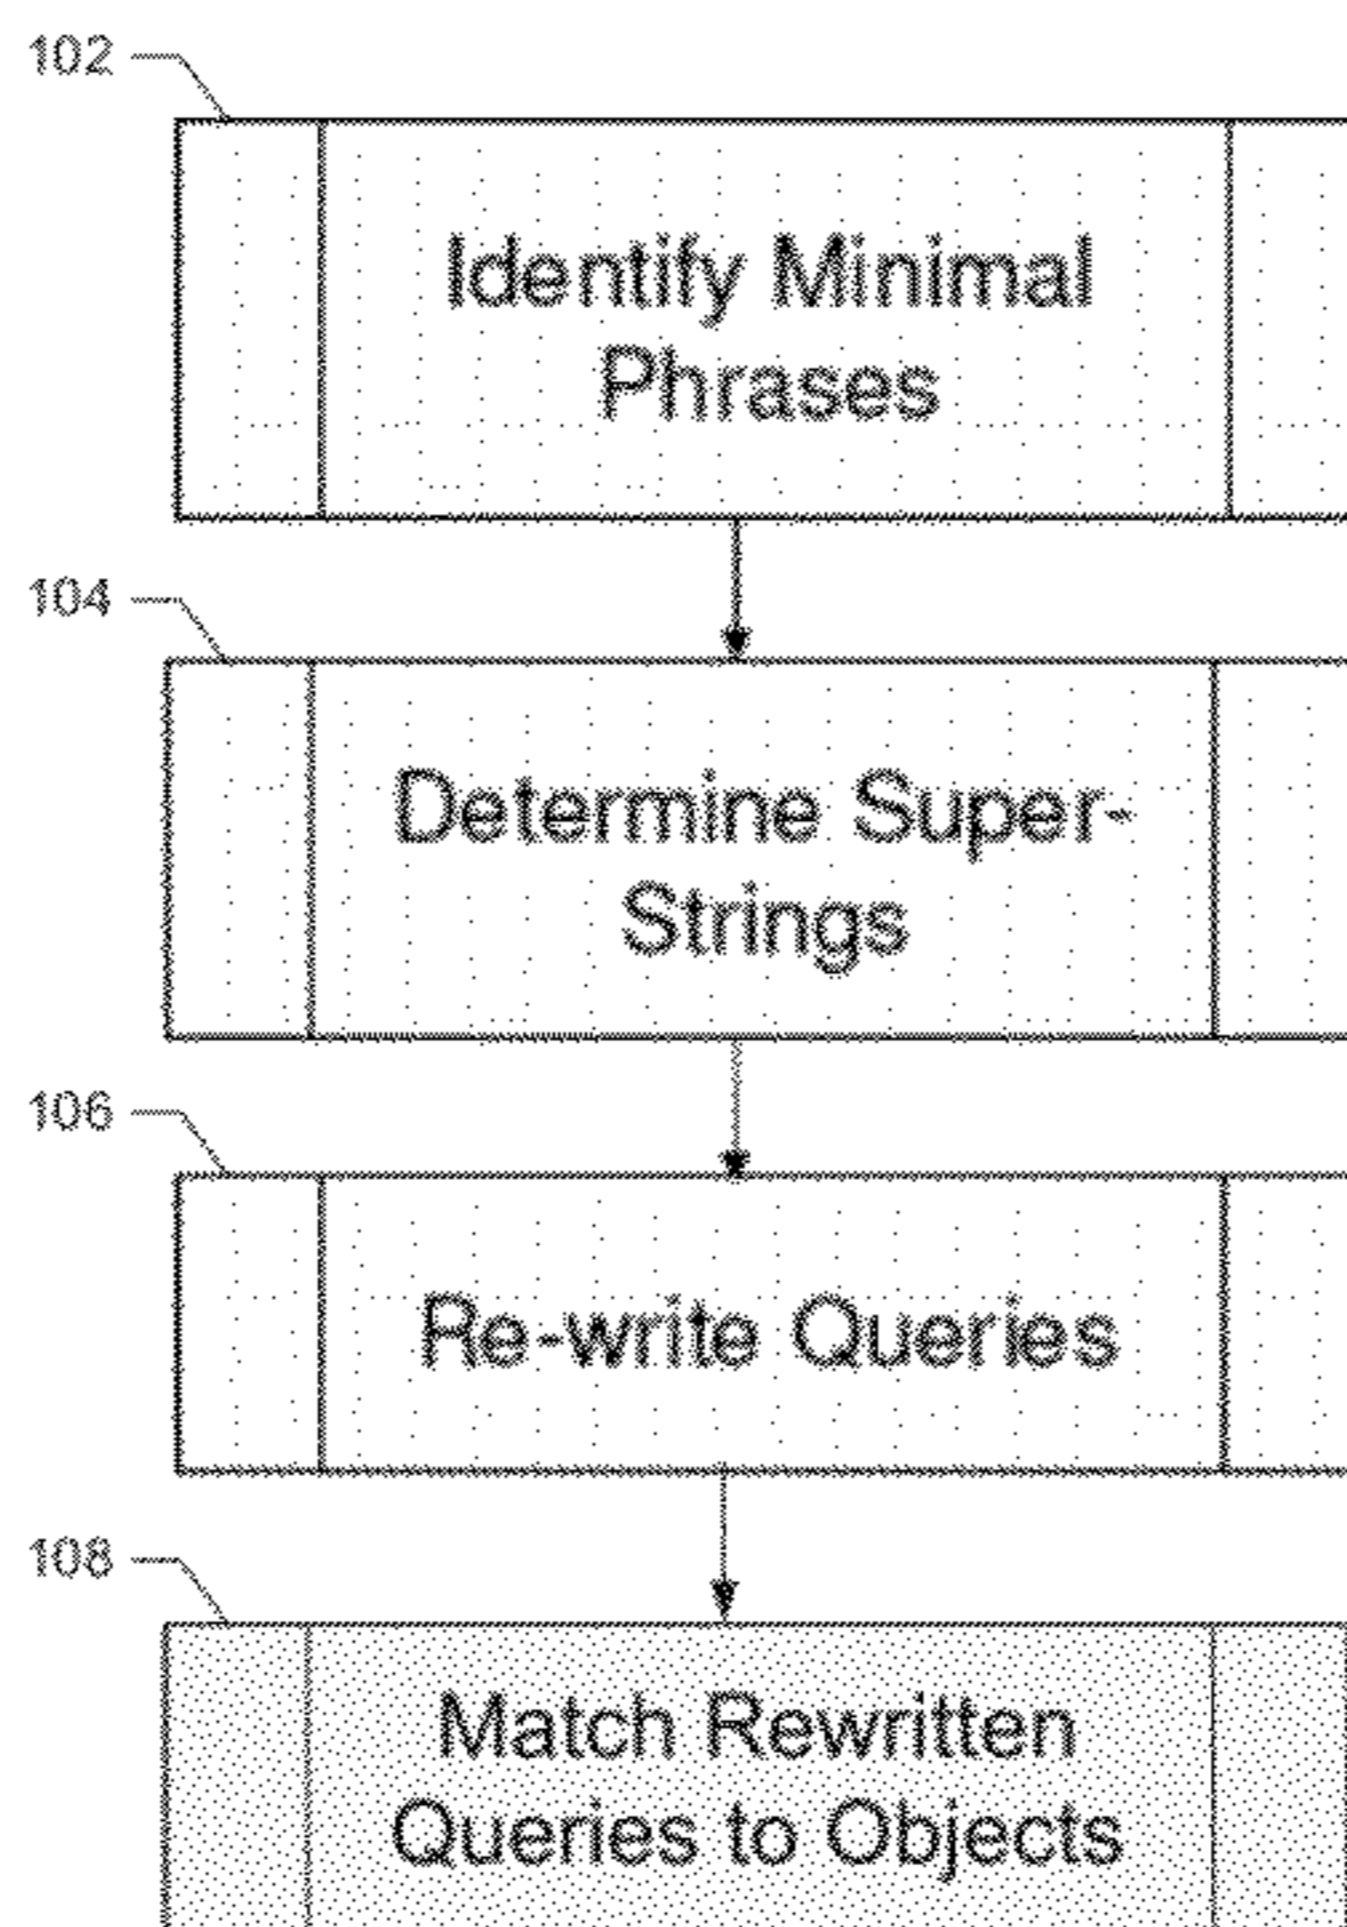 102
Identify Minimal
Phrases
104
Determine Super-
Strings
106
Re-write Queries
108
Match Rewritten
Queries to Objects